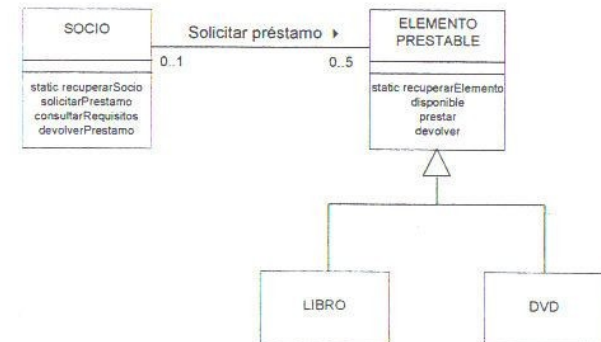 SOCIO
Solicitar préstamo
ELEMENTO
PRESTABLE
0..1
0..5
static recuperarSocio
solicitarPrestamo
consultarRequisitos
devolverPrestamo
static recuperarElemento
disponible
prestar
devolver
LIBRO
DVD